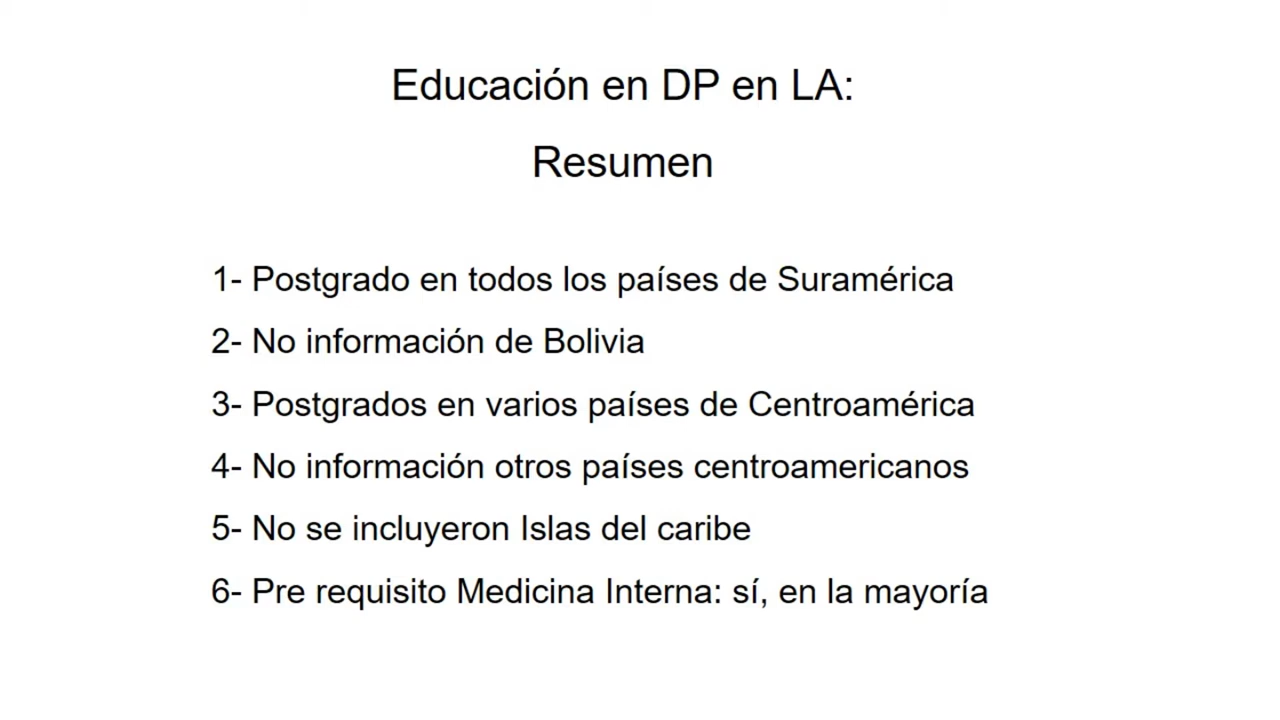 Educación en DP en LA:
Resumen
1- Postgrado en todos los países de Suramérica
2- No información de Bolivia
3- Postgrados en varios países de Centroamérica
4- No información otros países centroamericanos
5- No se incluyeron Islas del caribe
6- Pre requisito Medicina Interna: sí, en la mayoría